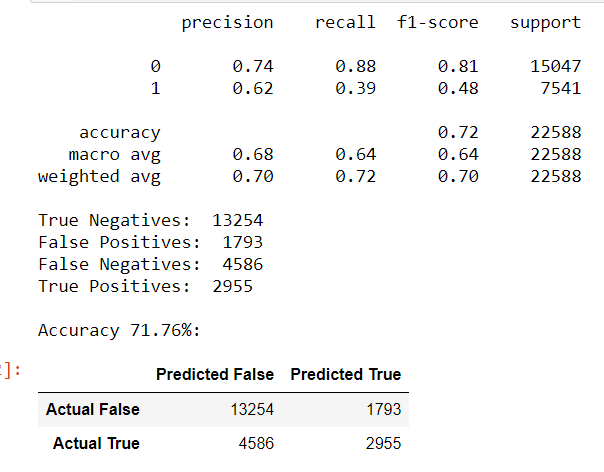 precision recall f1-score support
0 0.74 0.88 0.81 15047
1 0.62 0.39 0.48 7541
accuracy 0.72 22588
macro avg 0.68 0.64 0.64 22588
weighted avg 0.70 0.72 0.70 22588
True Negatives: 13254
False Positives: 1793
False Negatives: 4586
True Positives: 2955
Accuracy 71.76%:
]:
Predicted False Predicted True
Actual False 13254 1793
Actual True 4586 2955